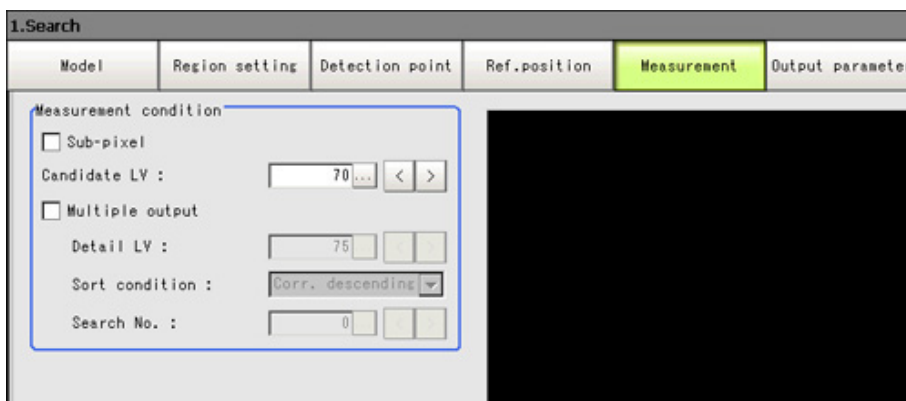 1.Search
Model Region setting Detection point Ref.position Measurement Output paramete
Measurement condition
Sub-pixel
Candidate LV : 70 ... < >
Multiple output
Detail LV : 75
Sort condition : Corr. descending
Search No. : 0